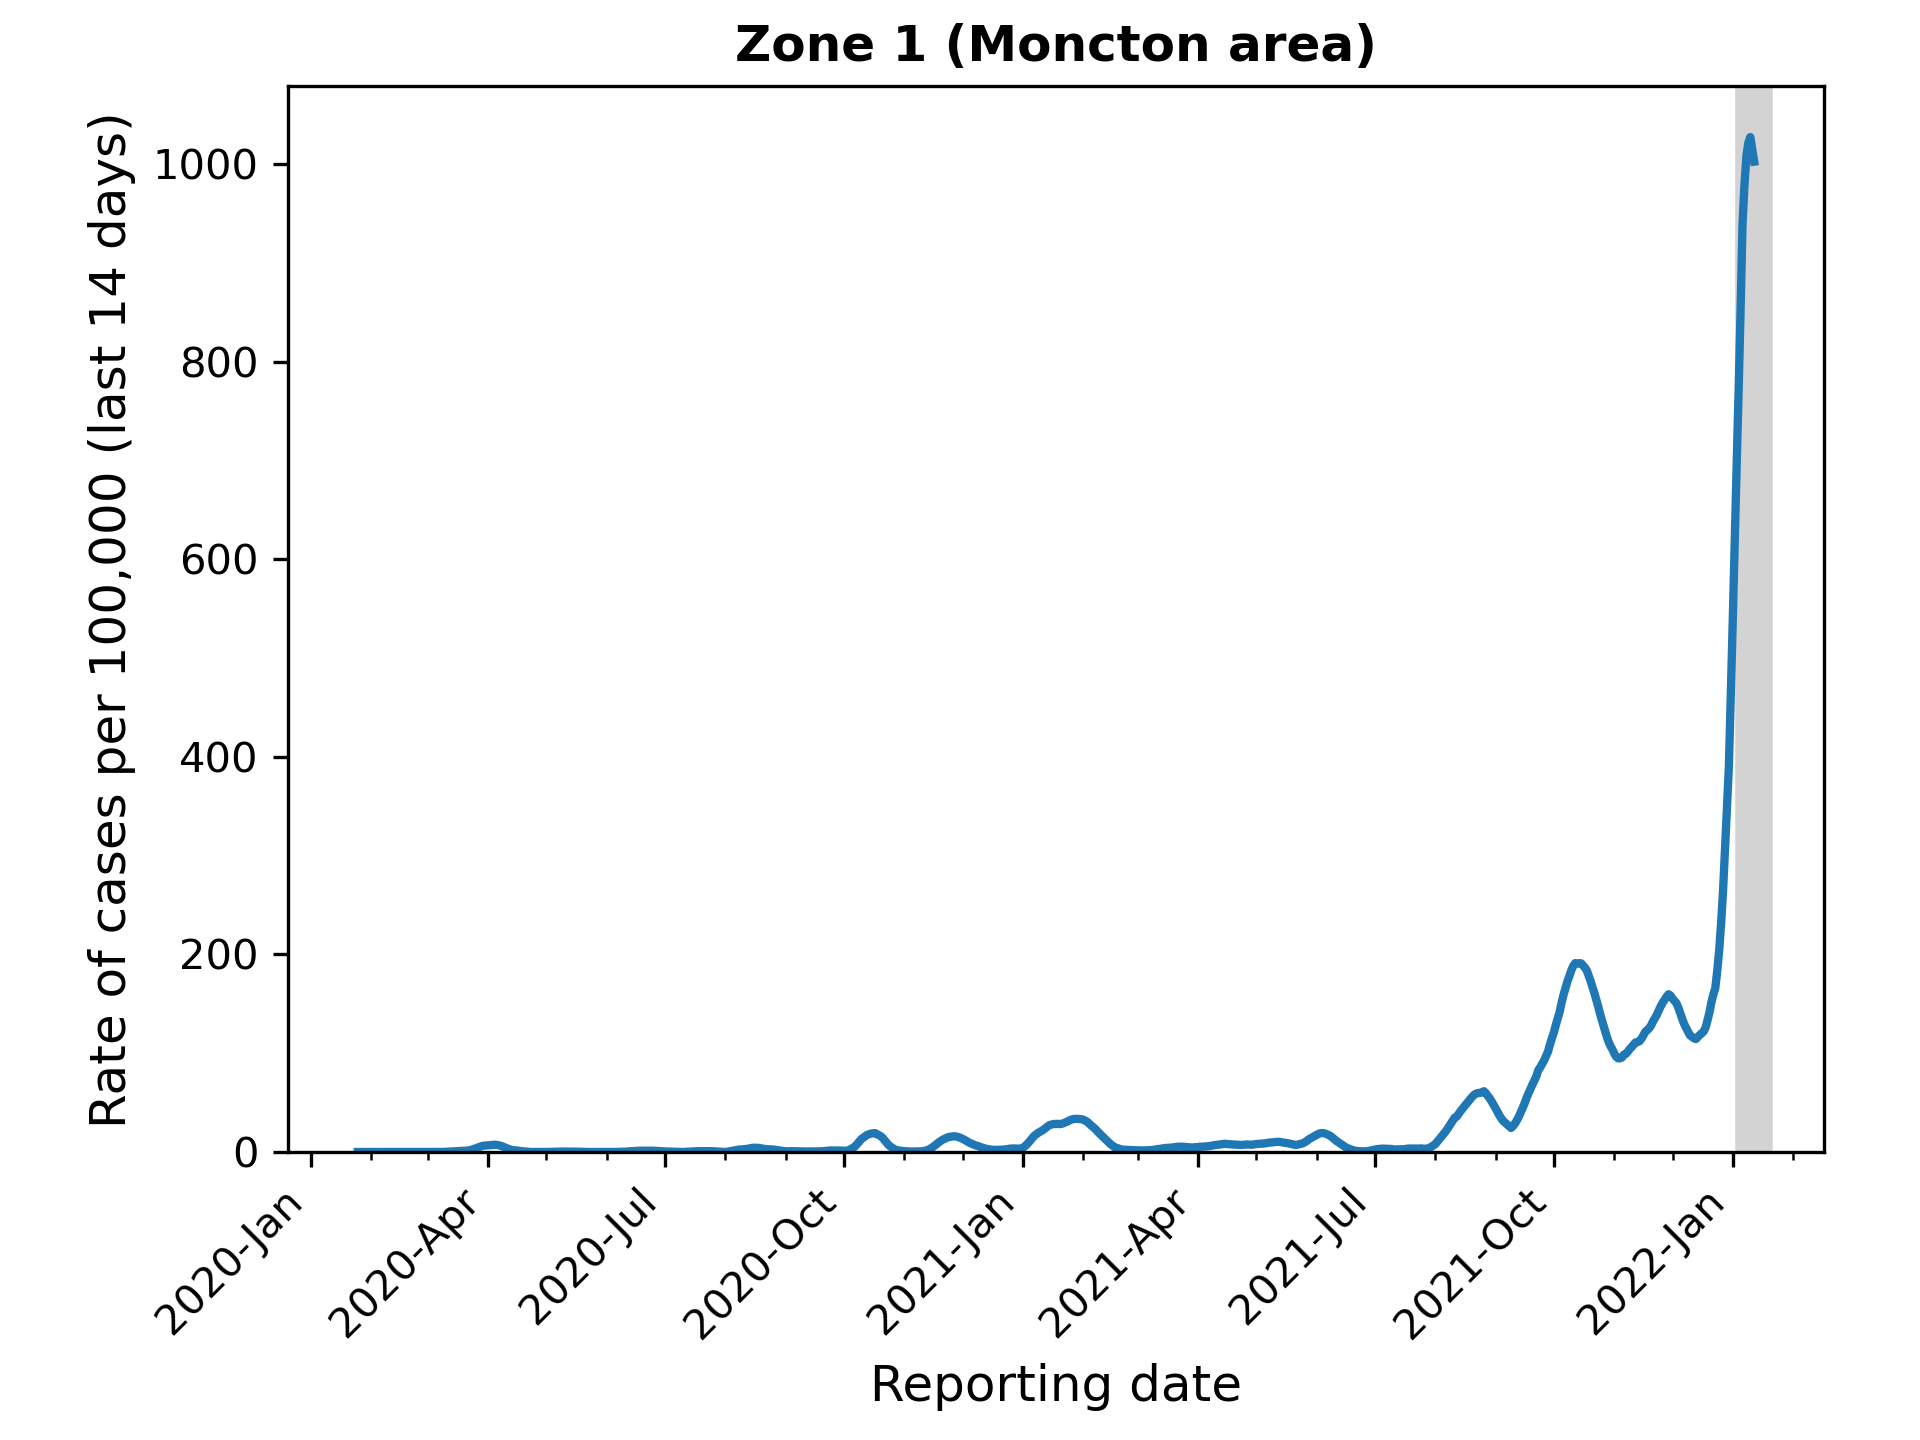 Zone 1 (Moncton area)
Rate of cases per 100,000 (last 14 days)
1000
800
600
400
200
0
2020-Jan
2020-Apr
2020-Jul
2020-Oct
2021-Jan
2021-Apr
2021-Jul
2021-Oct
2022-Jan
Reporting date